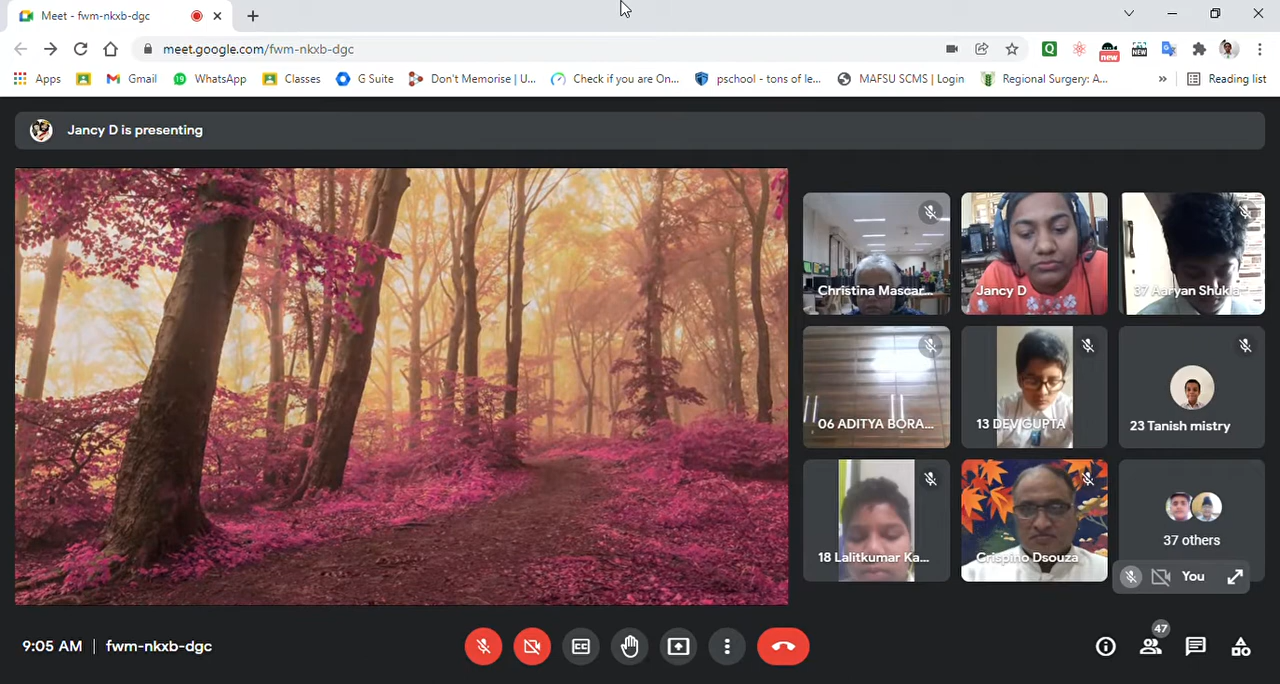 Meet - fwm-nkxb-dgc
meet.google.com/fwm-nkxb-dgc
Q
new
NEW
Apps
Gmail
WhatsApp
Classes
G Suite
Don't Memorise | U...
Check if you are On...
pschool - tons of le...
MAFSU SCMS | Login
Regional Surgery: A...
»
Reading list
Jancy D is presenting
Christina Mascar...
Jancy D
37 Aaryan Shukla
06 ADITYA BORA...
13 DEV GUPTA
23 Tanish mistry
18 Lalitkumar Ka...
Crispino Dsouza
37 others
You
9:05 AM | fwm-nkxb-dgc
CC
47